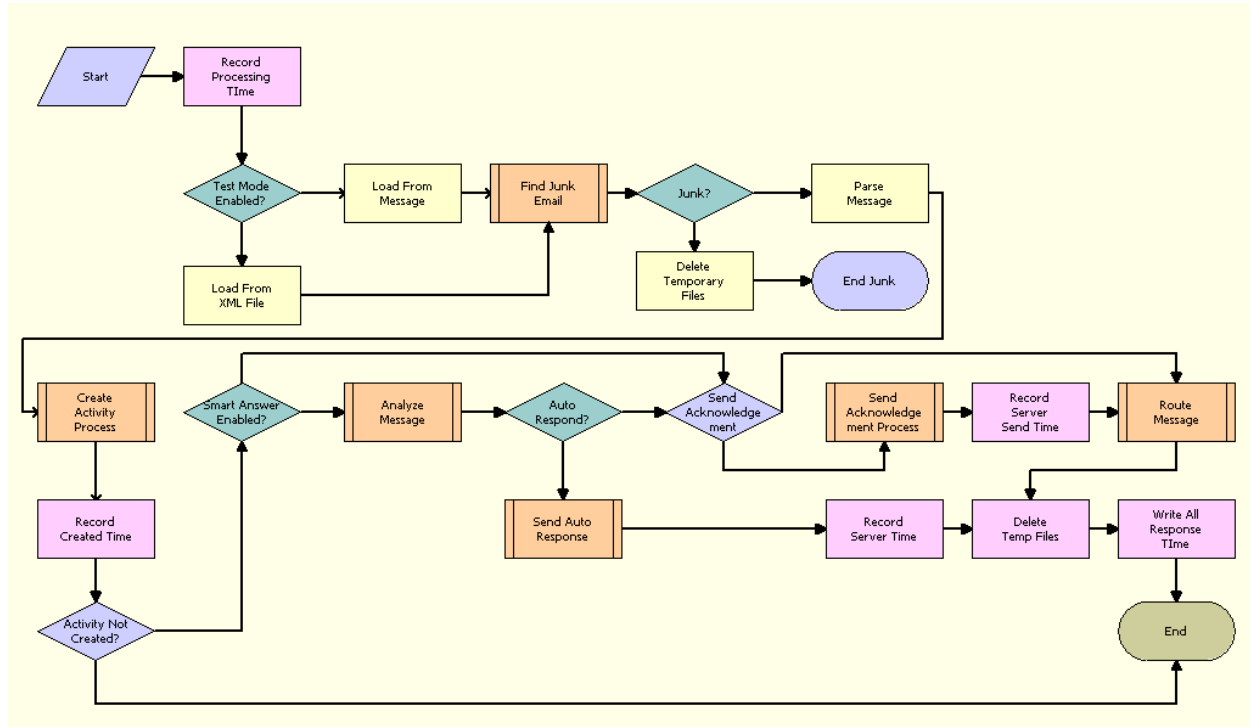 Start
Record
Processing
TIme
Test Mode
Enabled?
Load From
Message
Find Junk
Email
Junk?
Parse
Message
Load From
XML File
Delete
Temporary
Files
End Junk
Create
Activity
Process
Smart Answer
Enabled?
Analyze
Message
Auto
Respond?
Send
Acknowledge
ment
Send
Acknowledge
ment Process
Record
Server
Send Time
Route
Message
Record
Created Time
Send Auto
Response
Record
Server Time
Delete
Temp Files
Write All
Response
TIme
Activity Not
Created?
End